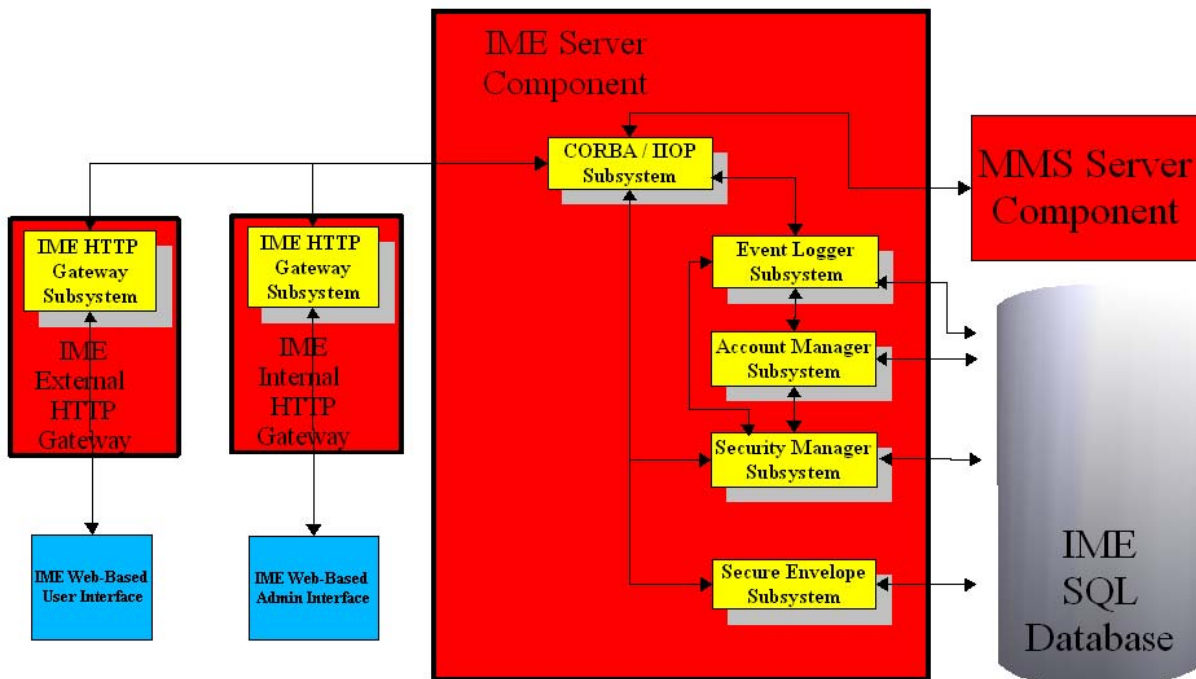 IME Server
Component
CORBA / IIOP
Subsystem
MMS Server
Component
IME HTTP
Gateway
Subsystem
IME
External
HTTP
Gateway
IME HTTP
Gateway
Subsystem
IME
Internal
HTTP
Gateway
Event Logger
Subsystem
Account Manager
Subsystem
Security Manager
Subsystem
Secure Envelope
Subsystem
IME Web-Based
User Interface
IME Web-Based
Admin Interface
IME
SQL
Database